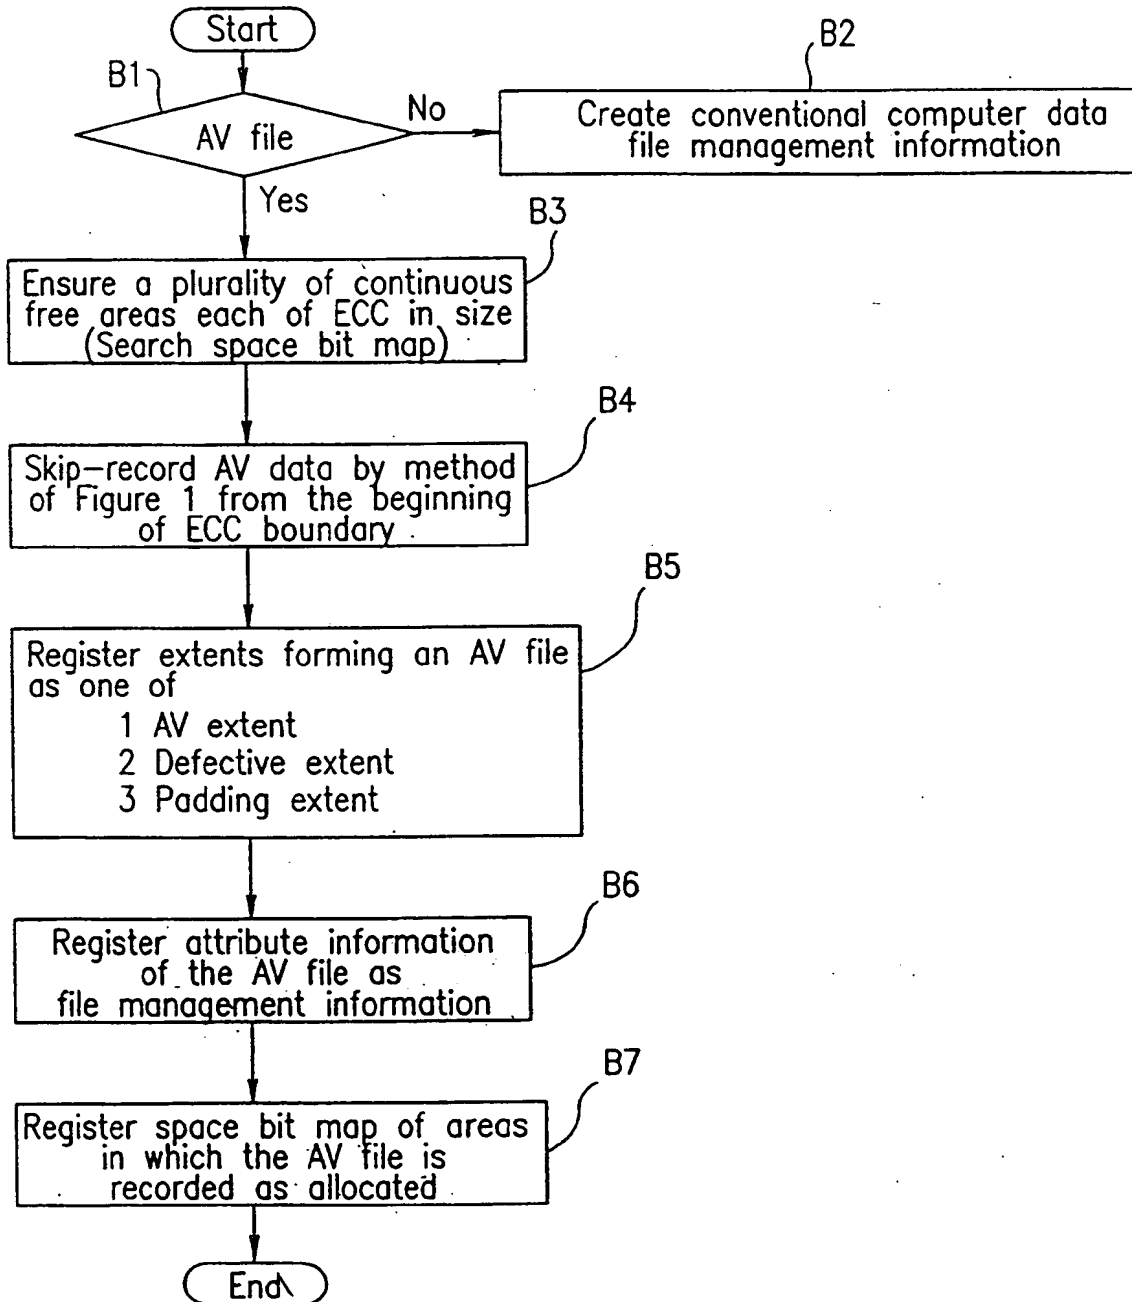 Start
B1
AV file
No
Yes
B2
Create conventional computer data
file management information
B3
Ensure a plurality of continuous
free areas each of ECC in size
(Search space bit map)
B4
Skip-record AV data by method
of Figure 1 from the beginning
of ECC boundary
B5
Register extents forming an AV file
as one of
1 AV extent
2 Defective extent
3 Padding extent
B6
Register attribute information
of the AV file as
file management information
B7
Register space bit map of areas
in which the AV file is
recorded as allocated
End